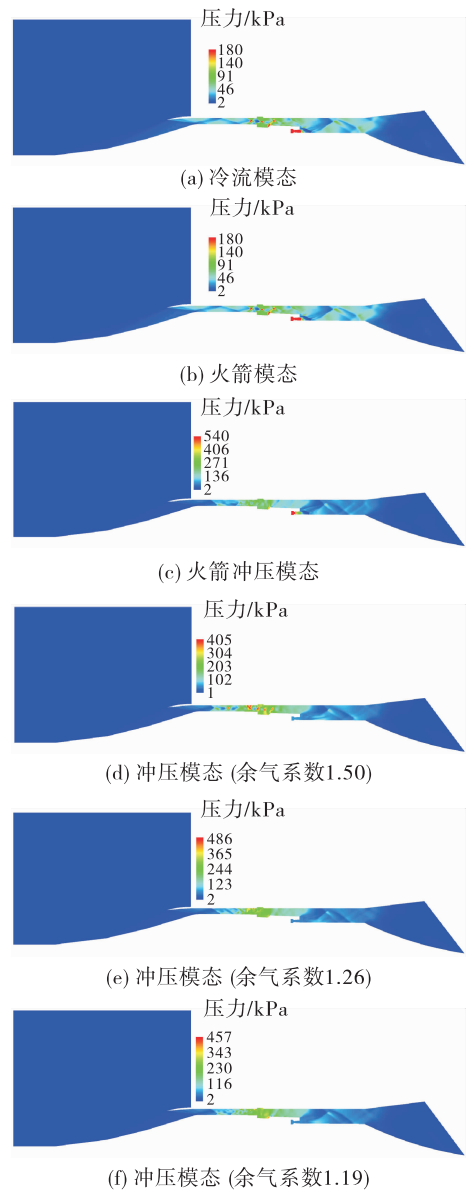 压力/kPa
180
140
91
46
2
(a) 冷流模态
压力/kPa
180
140
91
46
2
(b) 火箭模态
压力/kPa
540
406
271
136
2
(c) 火箭冲压模态
压力/kPa
405
304
203
102
1
(d) 冲压模态 (余气系数1.50)
压力/kPa
486
365
244
123
2
(e) 冲压模态 (余气系数1.26)
压力/kPa
457
343
230
116
2
(f) 冲压模态 (余气系数1.19)